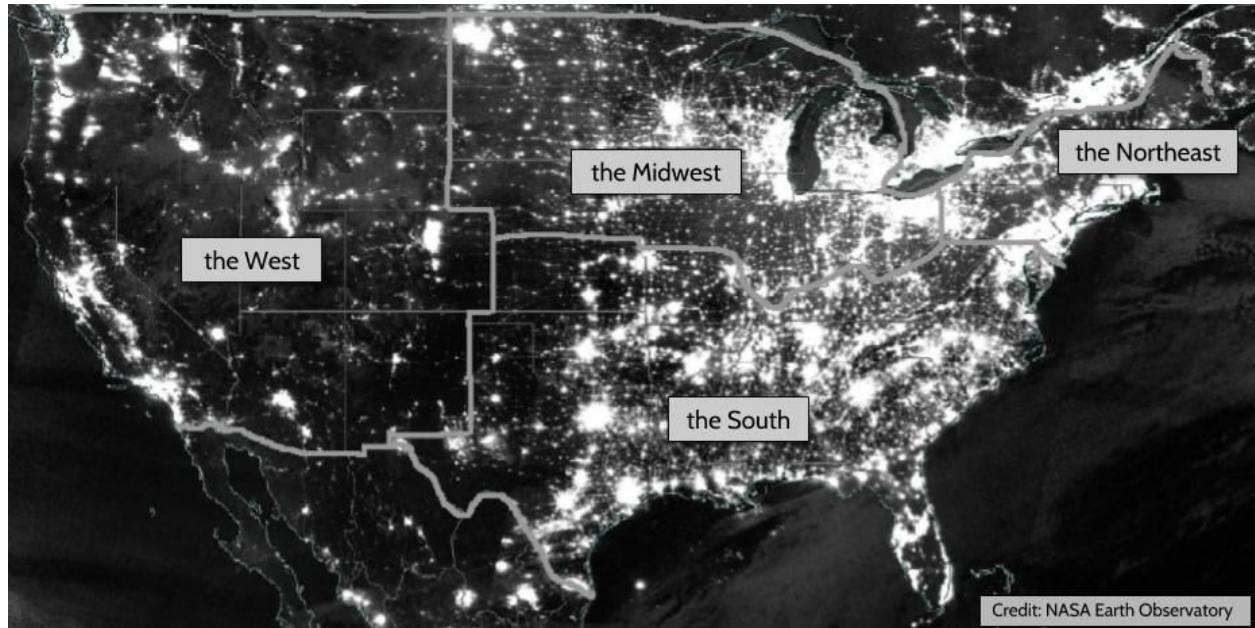 the Northeast
the Midwest
the West
the South
Credit: NASA Earth Observatory